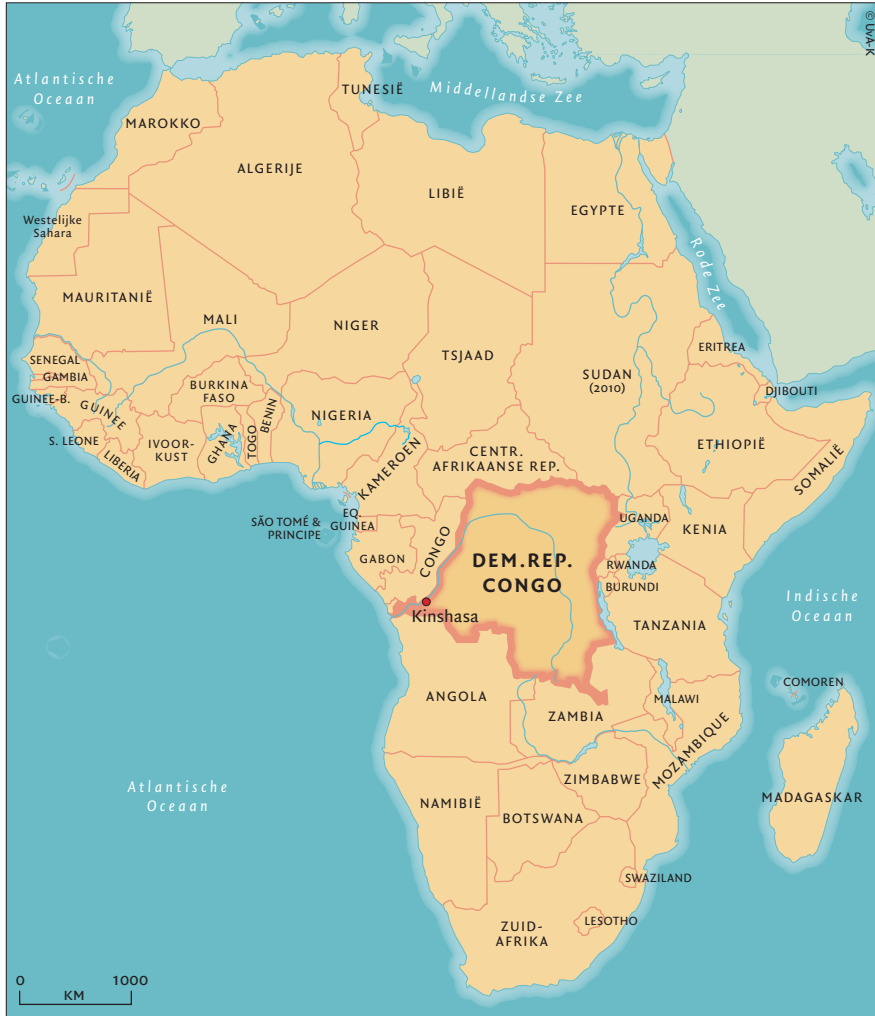 © UvA-K
Atlantische
Oceaan
Middellandse Zee
TUNESIË
MAROKKO
ALGERIJE
LIBIË
EGYPTE
Westelijke
Sahara
Rode Zee
MAURITANIË
MALI
NIGER
TSJAAD
SUDAN
(2010)
ERITREA
SENEGAL
GAMBIA
GUINEE-B.
GUINEE
BURKINA
FASO
DJIBOUTI
NIGERIA
BENIN
TOGO
GHANA
IVOOR-
KUST
S. LEONE
LIBERIA
ETHIOPIË
SOMALIË
CENTR.
AFRIKAANSE REP.
KAMEROEN
EQ.
GUINEA
SÃO TOMÉ &
PRINCIPE
GABON
CONGO
DEM.REP.
CONGO
UGANDA
KENIA
RWANDA
BURUNDI
Kinshasa
TANZANIA
Indische
Oceaan
COMOREN
ANGOLA
ZAMBIA
MALAWI
MOZAMBIQUE
Atlantische
Oceaan
NAMIBIË
ZIMBABWE
BOTSWANA
MADAGASKAR
SWAZILAND
LESOTHO
ZUID-
AFRIKA
0 1000
KM